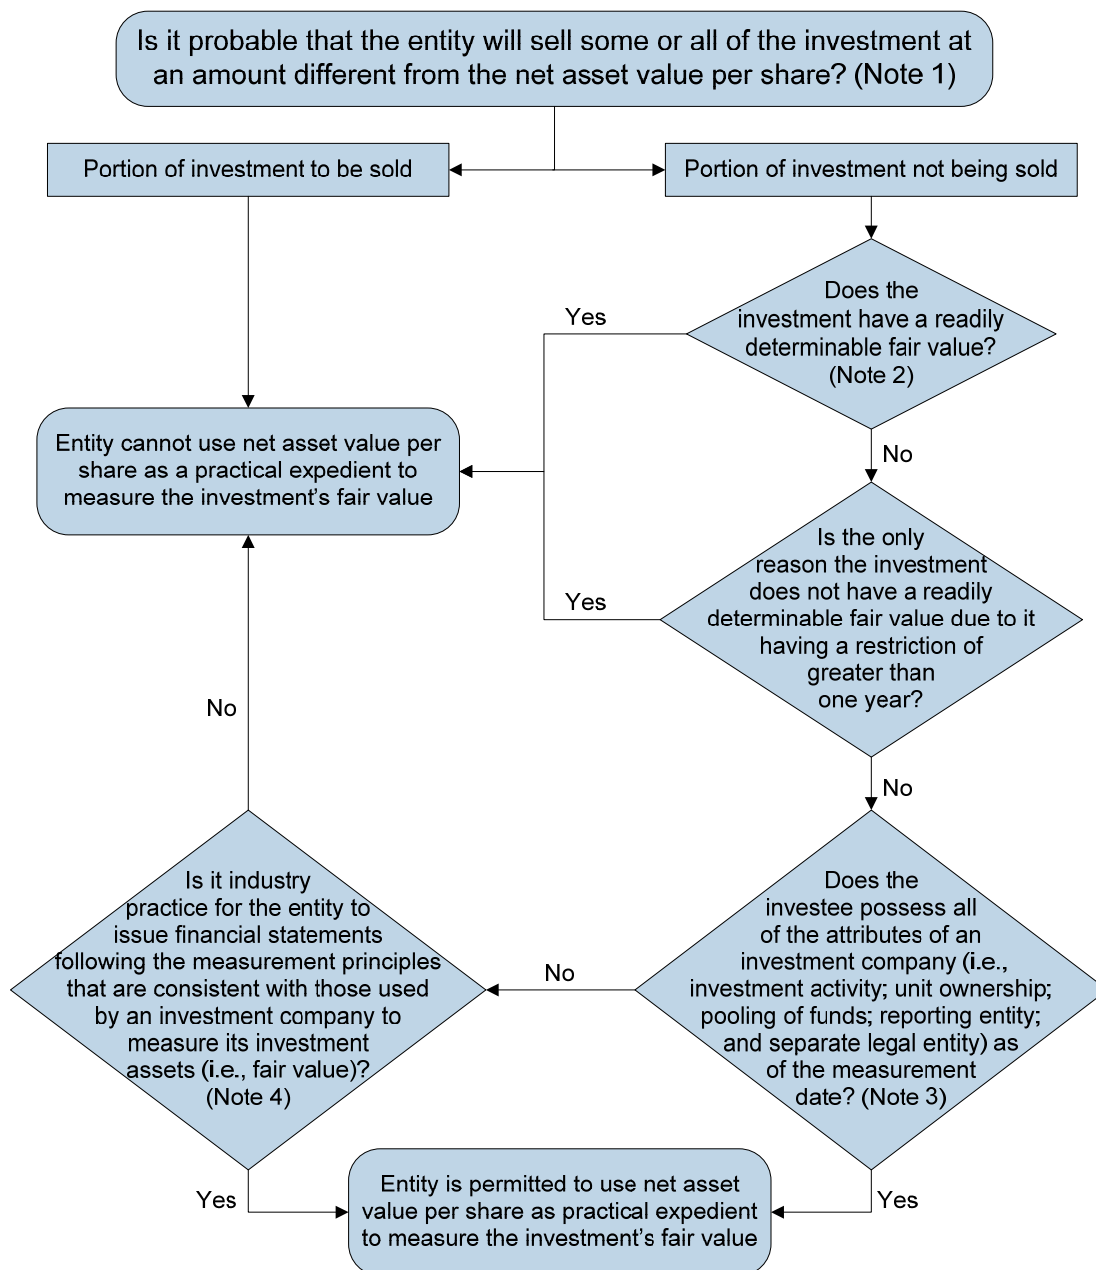 Is it probable that the entity will sell some or all of the investment at
an amount different from the net asset value per share? (Note 1)
Portion of investment to be sold
Portion of investment not being sold
Does the
investment have a readily
determinable fair value?
(Note 2)
Yes
No
Entity cannot use net asset value per
share as a practical expedient to
measure the investment's fair value
Is the only
reason the investment
does not have a readily
determinable fair value due to it
having a restriction of
greater than
one year?
Yes
No
No
Is it industry
practice for the entity to
issue financial statements
following the measurement principles
that are consistent with those used
by an investment company to
measure its investment
assets (i.e., fair value)?
(Note 4)
No
Does the
investee possess all
of the attributes of an
investment company (i.e.,
investment activity; unit ownership;
pooling of funds; reporting entity;
and separate legal entity) as
of the measurement
date? (Note 3)
Yes
Yes
Entity is permitted to use net asset
value per share as practical expedient
to measure the investment's fair value